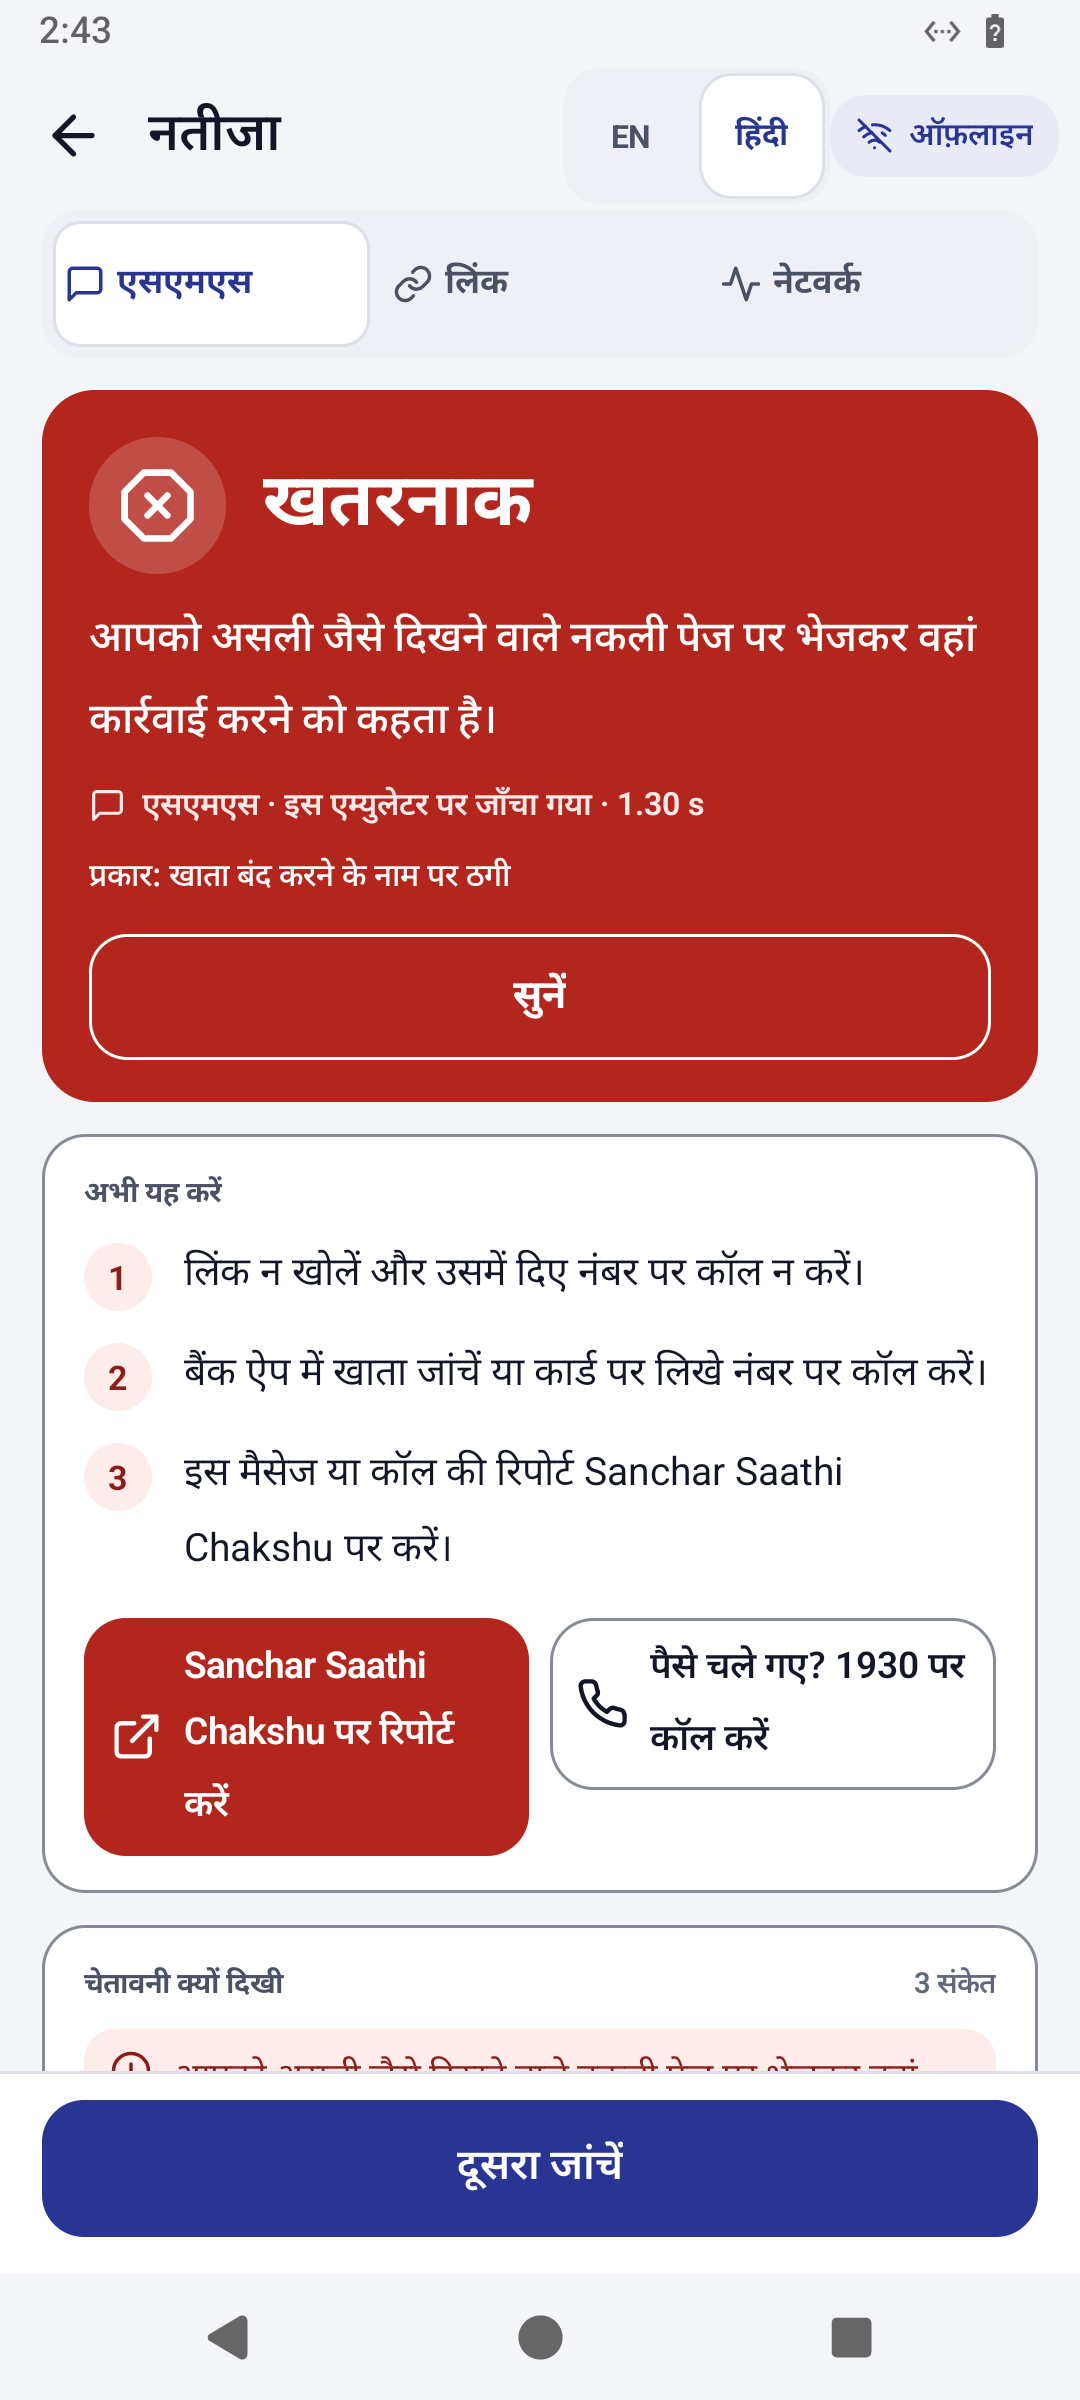 2:43
नतीजा
EN
हिंदी
ऑफ़लाइन
एसएमएस
लिंक
नेटवर्क
खतरनाक
आपको असली जैसे दिखने वाले नकली पेज पर भेजकर वहां
कार्रवाई करने को कहता है।
एसएमएस · इस एम्युलेटर पर जाँचा गया · 1.30 s
प्रकार: खाता बंद करने के नाम पर ठगी
सुनें
अभी यह करें
1 लिंक न खोलें और उसमें दिए नंबर पर कॉल न करें।
2 बैंक ऐप में खाता जांचें या कार्ड पर लिखे नंबर पर कॉल करें।
3 इस मैसेज या कॉल की रिपोर्ट Sanchar Saathi
Chakshu पर करें।
Sanchar Saathi
Chakshu पर रिपोर्ट
करें
पैसे चले गए? 1930 पर
कॉल करें
चेतावनी क्यों दिखी
3 संकेत
दूसरा जांचें